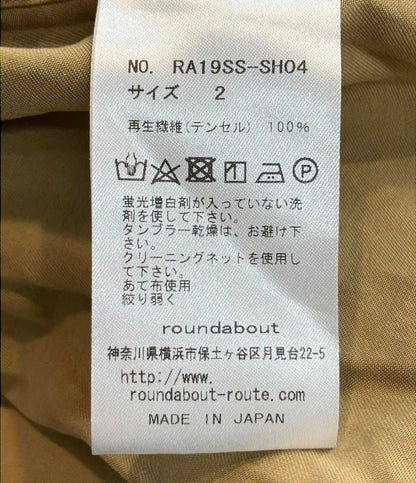 NO. RA19SS-SH04
サイズ 2
再生繊維(テンセル) 100%
P
蛍光増白剤が入っていない洗
剤を使して下さい。
タンブラー乾燥は、お避け下
さい。
クリーニングネットを使用し
て下さい。
あて布使用
絞り弱く
roundabout
神奈川県横浜市保土ヶ谷区月見台22-5
http://www.
roundabout-route.com/
MADE IN JAPAN